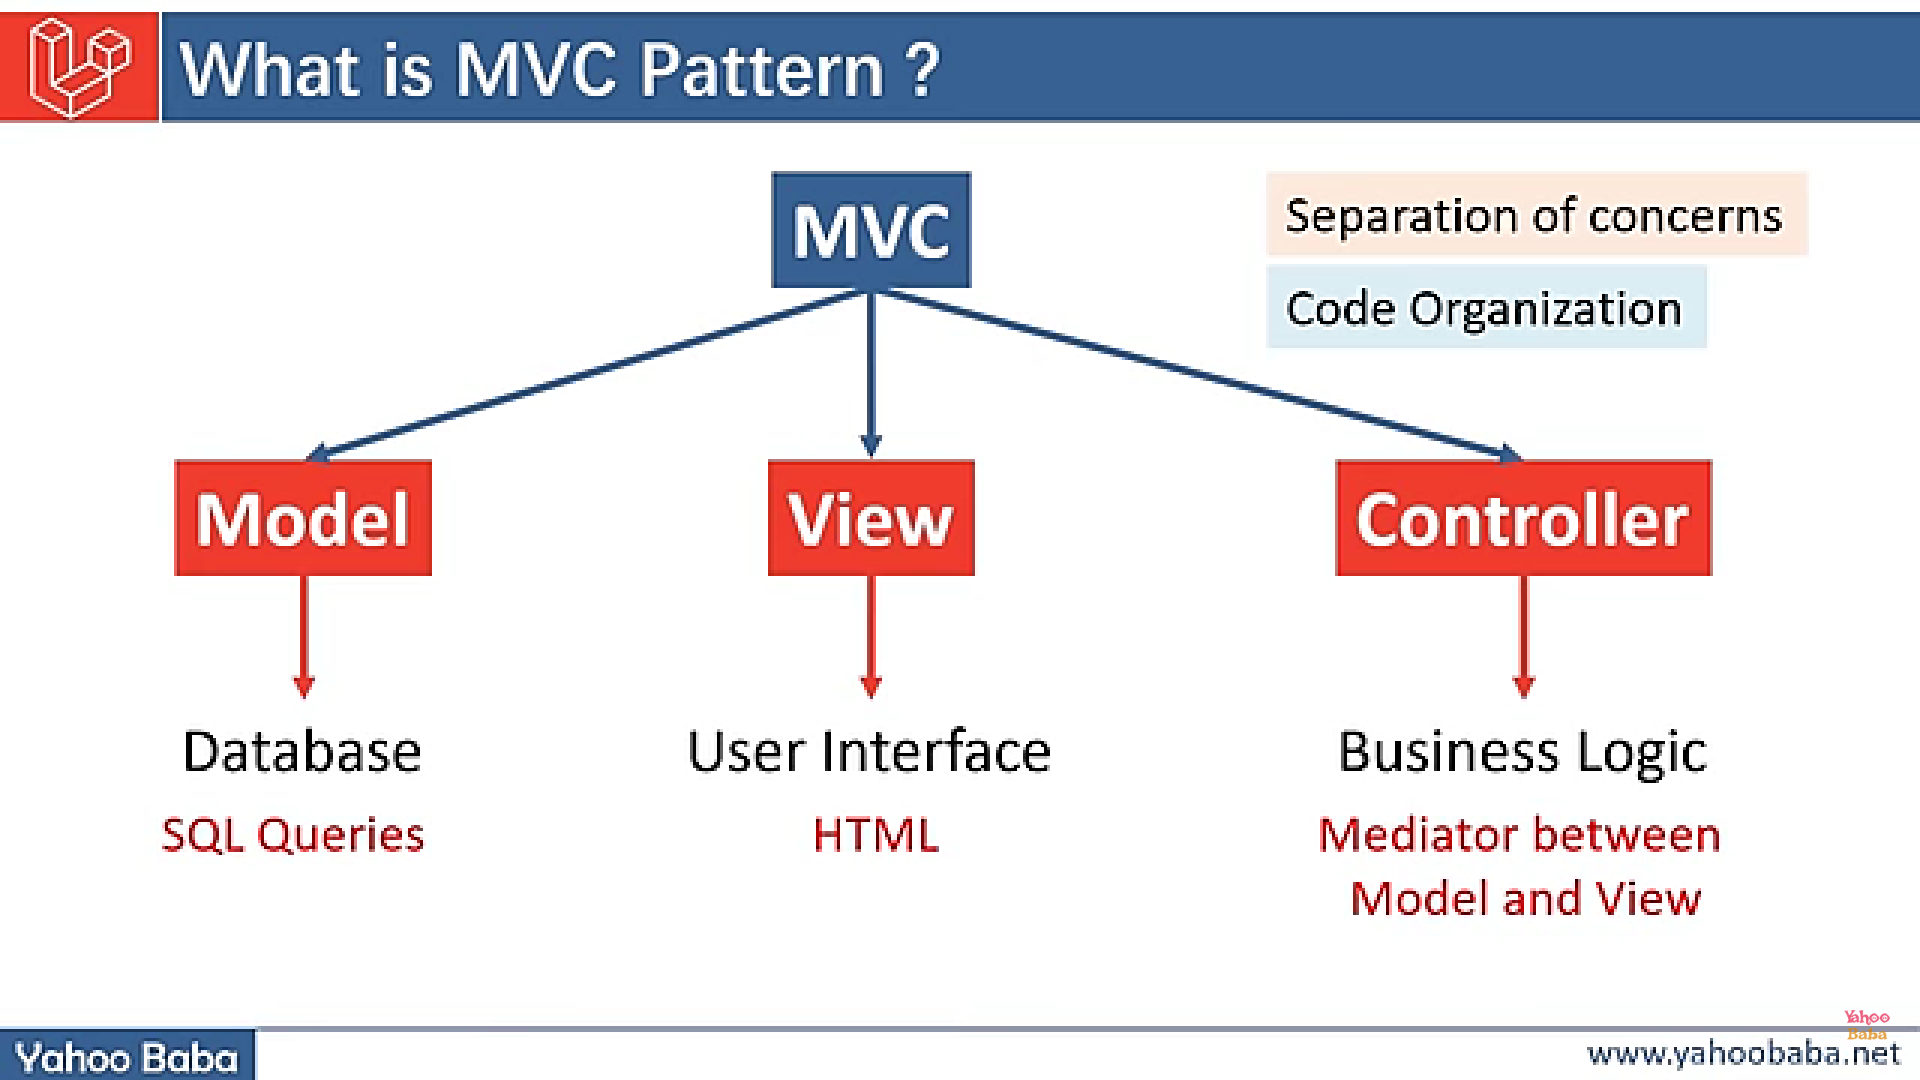 What is MVC Pattern ?
MVC
Separation of concerns
Code Organization
Model
View
Controller
Database
User Interface
Business Logic
SQL Queries
HTML
Mediator between
Model and View
Yahoo
Baba
Yahoo Baba
www.yahoobaba.net